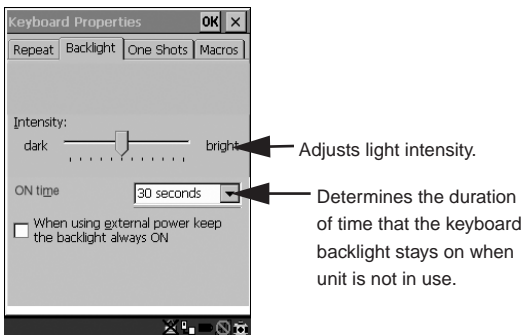 Keyboard Properties OK ×
Repeat Backlight One Shots Macros
Intensity:
dark bright
Adjusts light intensity.
ON time 30 seconds
Determines the duration
of time that the keyboard
backlight stays on when
unit is not in use.
When using external power keep
the backlight always ON